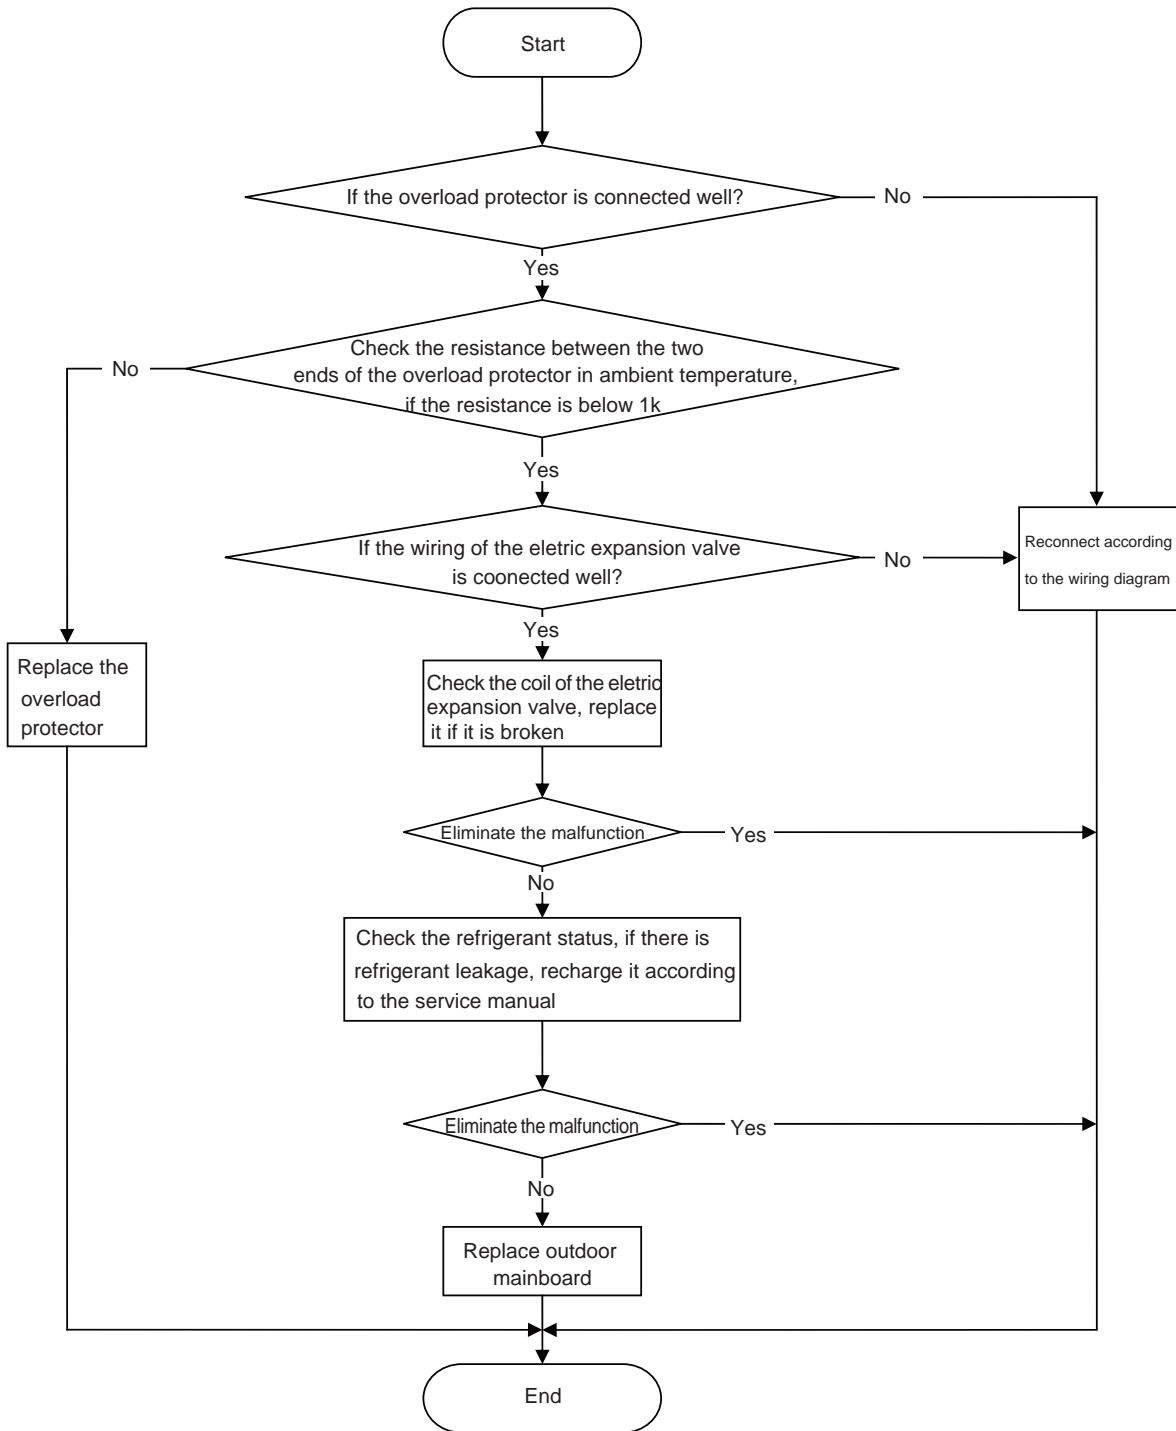 Start
If the overload protector is connected well?
No
Yes
Check the resistance between the two
ends of the overload protector in ambient temperature,
if the resistance is below 1k
No
Yes
If the wiring of the eletric expansion valve
is coonected well?
No
Reconnect according
to the wiring diagram
Yes
Replace the
overload
protector
Check the coil of the eletric
expansion valve, replace
it if it is broken
Eliminate the malfunction
Yes
No
Check the refrigerant status, if there is
refrigerant leakage, recharge it according
to the service manual
Eliminate the malfunction
Yes
No
Replace outdoor
mainboard
End